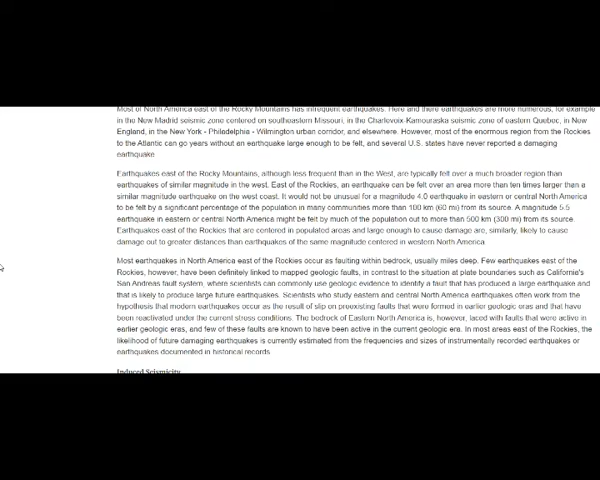 Most of North America east of the Rocky Mountains has infrequent earthquakes. Here and there earthquakes are more numerous, for example
in the New Madrid seismic zone centered on southeastern Missouri, in the Charlevoix-Kamouraska seismic zone of eastern Quebec, in New
England, in the New York - Philadelphia - Wilmington urban corridor, and elsewhere. However, most of the enormous region from the Rockies
to the Atlantic can go years without an earthquake large enough to be felt, and several U.S. states have never reported a damaging
earthquake.
Earthquakes east of the Rocky Mountains, although less frequent than in the West, are typically felt over a much broader region than
earthquakes of similar magnitude in the west. East of the Rockies, an earthquake can be felt over an area more than ten times larger than a
similar magnitude earthquake on the west coast. It would not be unusual for a magnitude 4.0 earthquake in eastern or central North America
to be felt by a significant percentage of the population in many communities more than 100 km (60 mi) from its source. A magnitude 5.5
earthquake in eastern or central North America might be felt by much of the population out to more than 500 km (300 mi) from its source.
Earthquakes east of the Rockies that are centered in populated areas and large enough to cause damage are, similarly, likely to cause
damage out to greater distances than earthquakes of the same magnitude centered in western North America.
Most earthquakes in North America east of the Rockies occur as faulting within bedrock, usually miles deep. Few earthquakes east of the
Rockies, however, have been definitely linked to mapped geologic faults, in contrast to the situation at plate boundaries such as California's
San Andreas fault system, where scientists can commonly use geologic evidence to identify a fault that has produced a large earthquake and
that is likely to produce large future earthquakes. Scientists who study eastern and central North America earthquakes often work from the
hypothesis that modern earthquakes occur as the result of slip on preexisting faults that were formed in earlier geologic eras and that have
been reactivated under the current stress conditions. The bedrock of Eastern North America is, however, laced with faults that were active in
earlier geologic eras, and few of these faults are known to have been active in the current geologic era. In most areas east of the Rockies, the
likelihood of future damaging earthquakes is currently estimated from the frequencies and sizes of instrumentally recorded earthquakes or
earthquakes documented in historical records.
Induced Seismicity